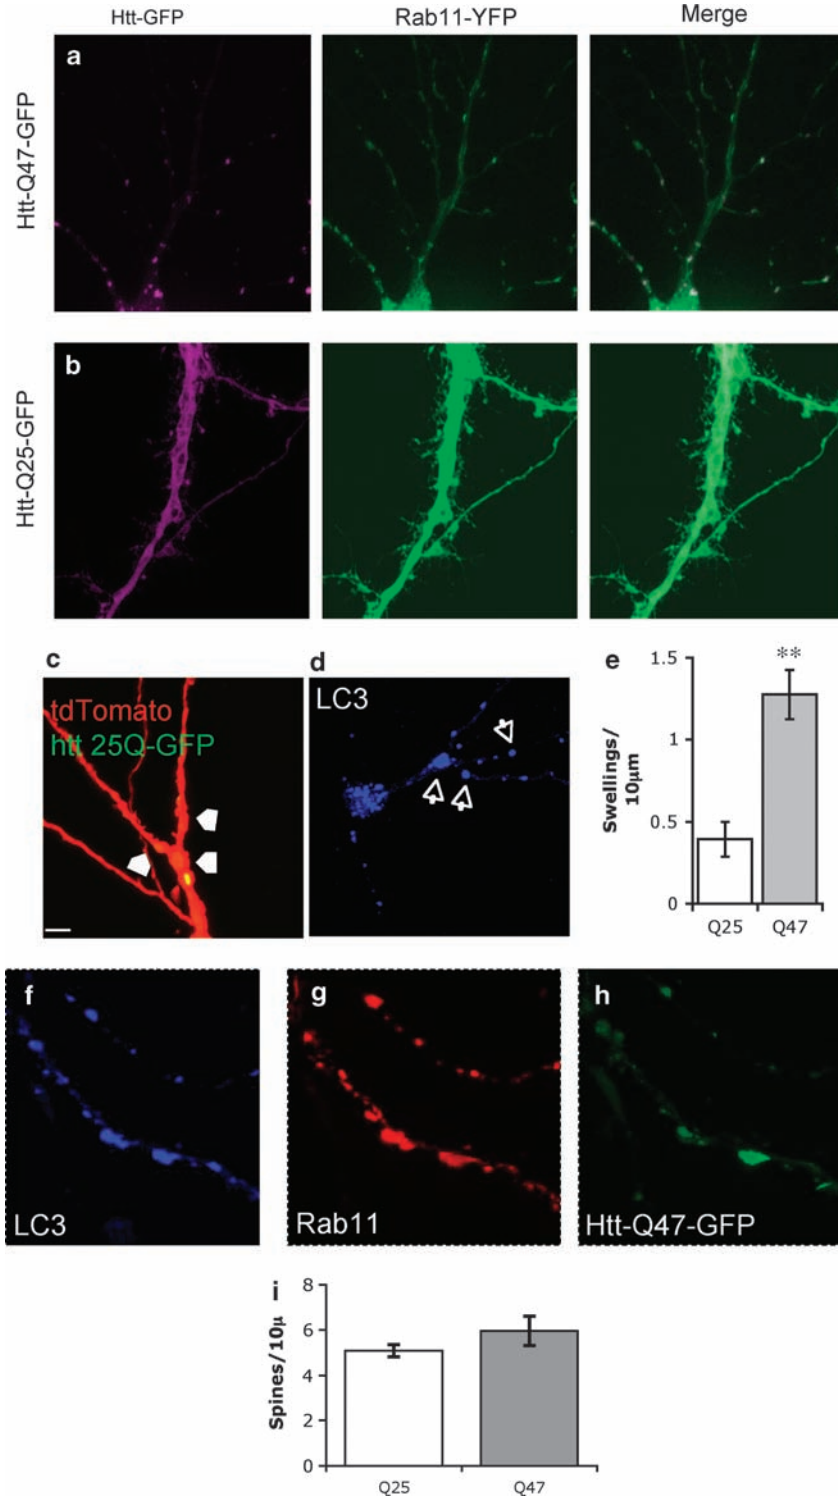 Htt-GFP
Rab11-YFP
Merge
Htt-Q47-GFP
a
Htt-Q25-GFP
b
c
tdTomato
htt 25Q-GFP
d
LC3
e
Swellings/
10μm
1.5
1
0.5
0
**
Q25
Q47
f
LC3
g
Rab11
h
Htt-Q47-GFP
i
Spines/10μ
8
6
4
2
0
Q25
Q47